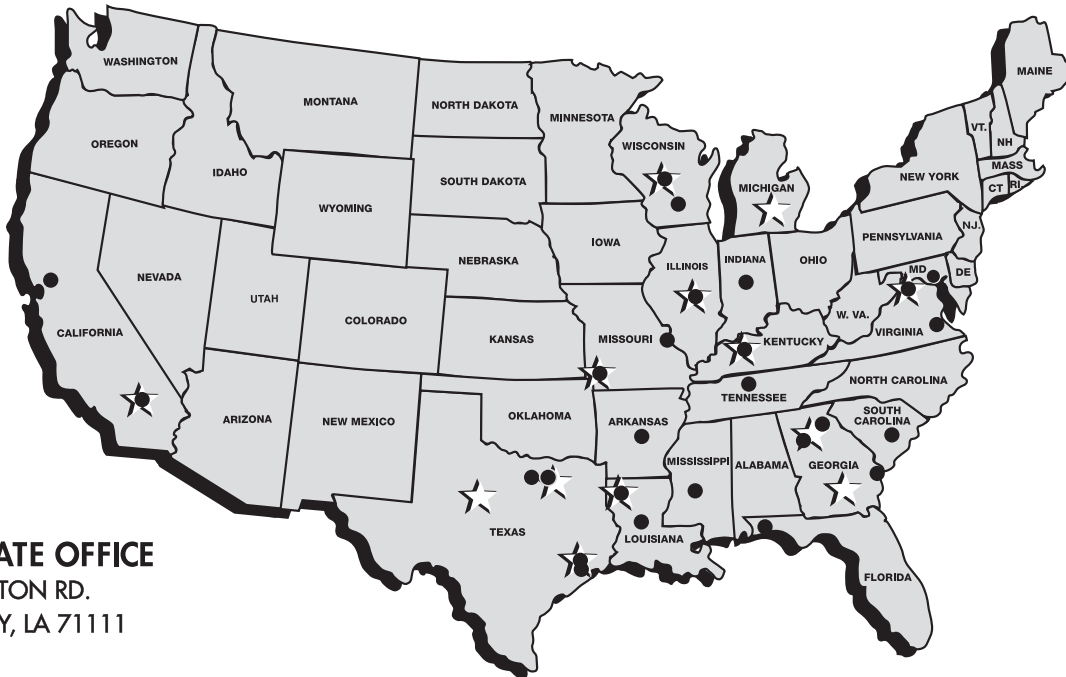 WASHINGTON
MAINE
MONTANA
NORTH DAKOTA
MINNESOTA
VT.
NH
OREGON
IDAHO
WISCONSIN
MASS
NEW YORK
CT
RI.
SOUTH DAKOTA
MICHIGAN
WYOMING
NJ.
PENNSYLVANIA
IOWA
NEBRASKA
ILLINOIS
INDIANA
OHIO
MD
DE
NEVADA
UTAH
COLORADO
W. VA.
CALIFORNIA
KANSAS
MISSOURI
KENTUCKY
VIRGINIA
NORTH CAROLINA
TENNESSEE
ARIZONA
NEW MEXICO
OKLAHOMA
ARKANSAS
SOUTH
CAROLINA
MISSISSIPPI
ALABAMA
GEORGIA
TEXAS
LOUISIANA
FLORIDA
ATE OFFICE
TON RD.
Y, LA 71111